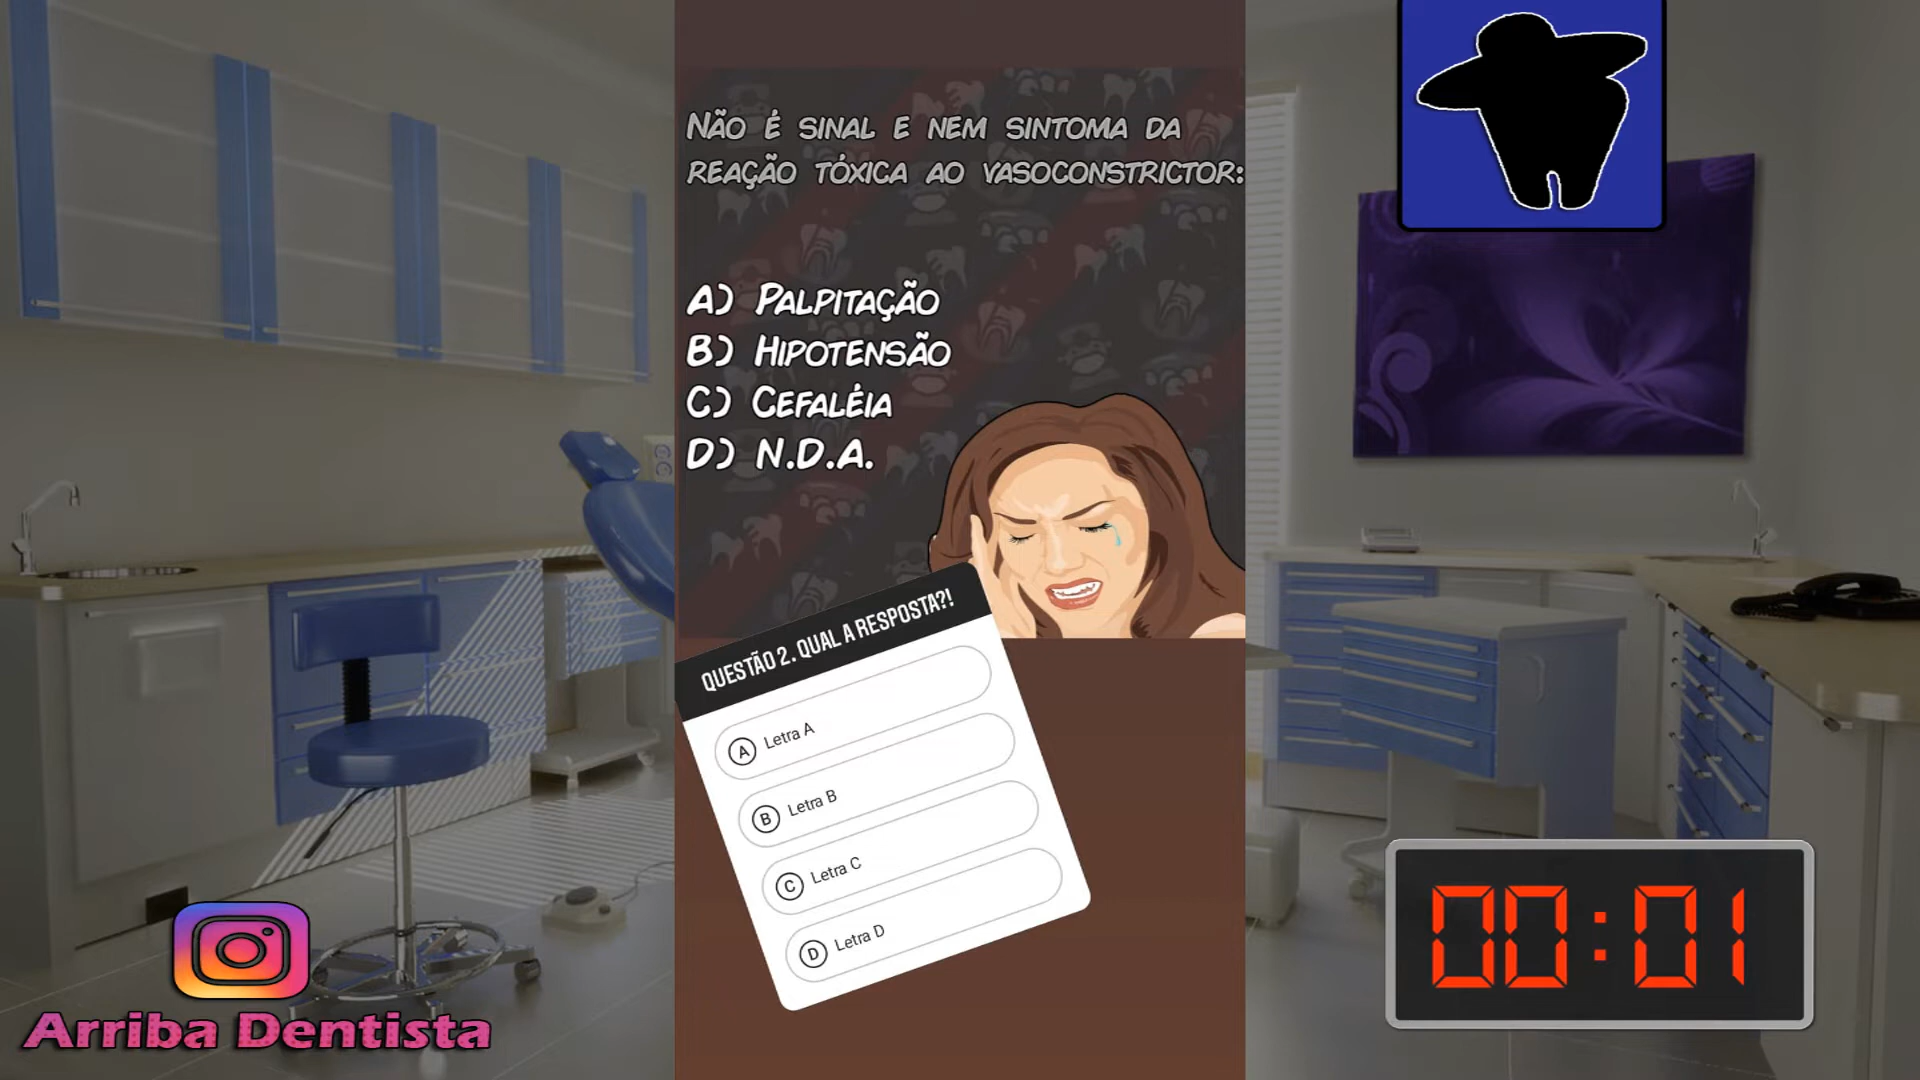 NÃO É SINAL E NEM SINTOMA DA
REAÇÃO TÓXICA AO VASOCONSTRICTOR:
A) PALPITAÇÃO
B) HIPOTENSÃO
C) CEFALÉIA
D) N.D.A.
QUESTÃO 2. QUAL A RESPOSTA?!
A Letra A
B Letra B
C Letra C
D Letra D
00:01
Arriba Dentista